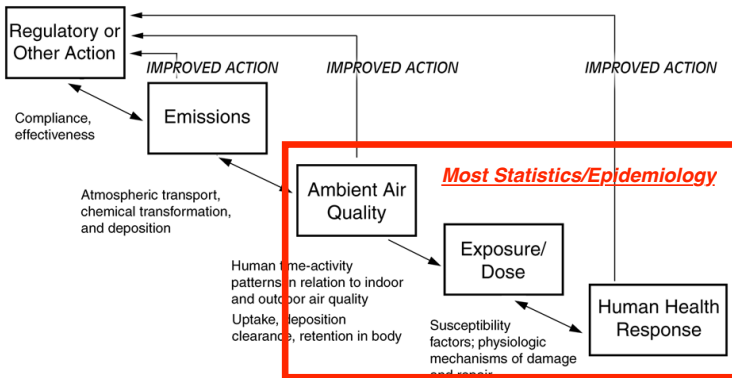 Regulatory or
Other Action
IMPROVED ACTION
IMPROVED ACTION
IMPROVED ACTION
Compliance,
effectiveness
Emissions
Most Statistics/Epidemiology
Atmospheric transport,
chemical transformation,
and deposition
Ambient Air
Quality
Human time-activity
patterns in relation to indoor
and outdoor air quality
Uptake, deposition
clearance, retention in body
Exposure/
Dose
Susceptibility
factors; physiologic
mechanisms of damage
and repair
Human Health
Response